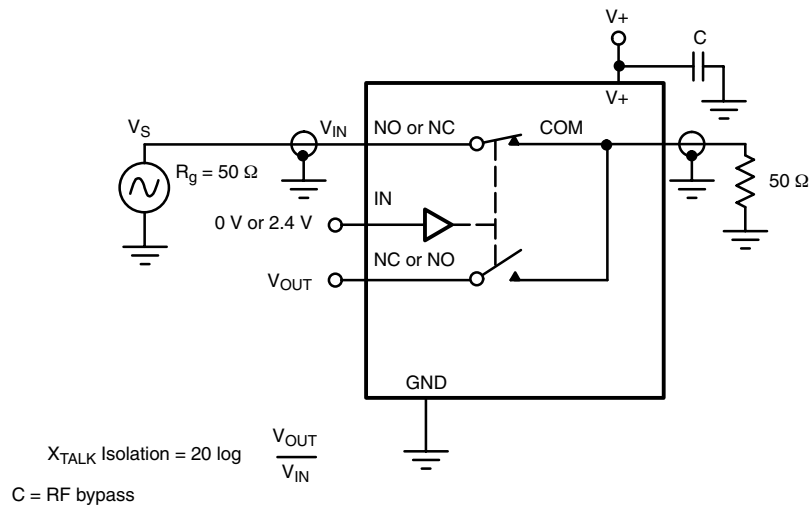 V+
C
V+
VS
VIN
NO or NC
COM
Rg = 50 Ω
50 Ω
IN
0 V or 2.4 V
NC or NO
VOUT
GND
XTALK Isolation = 20 log VOUT
VIN
C = RF bypass